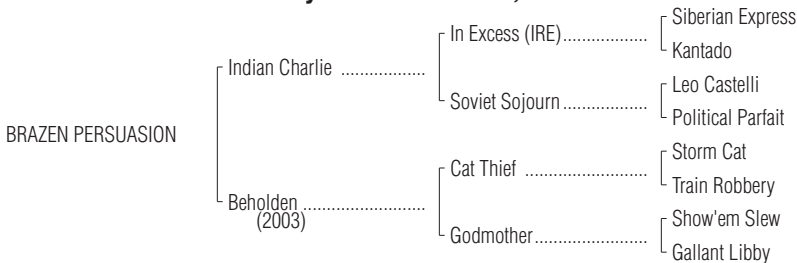 Siberian Express
In Excess (IRE)..................
Kantado
Indian Charlie ..................
Leo Castelli
Soviet Sojourn..................
Political Parfait
BRAZEN PERSUASION
Storm Cat
Cat Thief ..........................
Train Robbery
Beholden ..........................
(2003)
Show'em Slew
Godmother........................
Gallant Libby